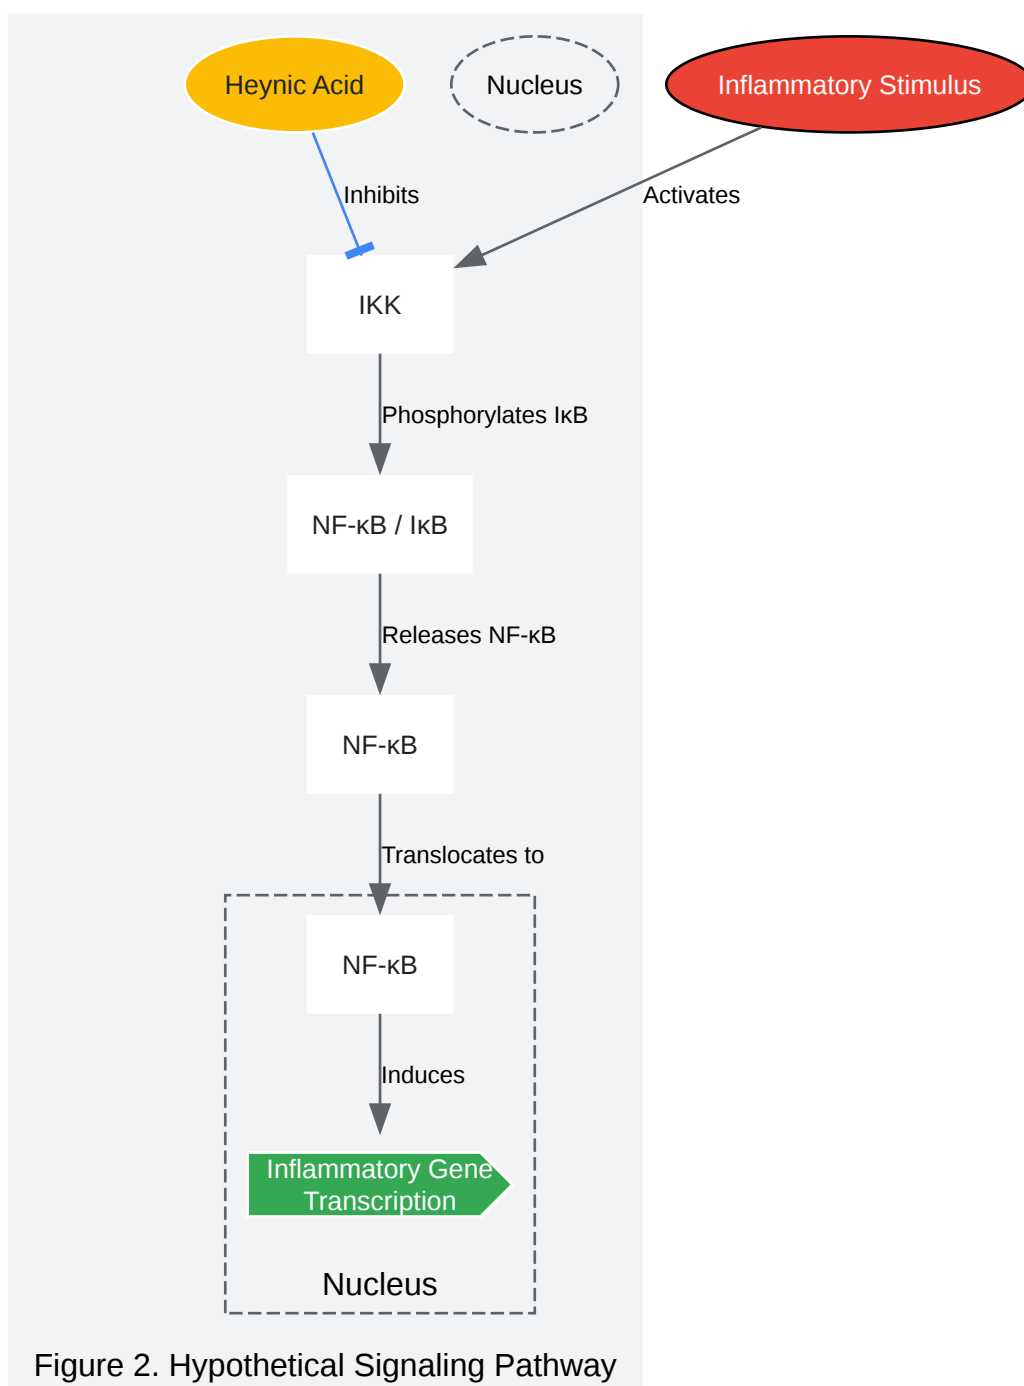 Heynic Acid
Nucleus
Inflammatory Stimulus
Inhibits
Activates
IKK
Phosphorylates IκB
NF-κB / IκB
Releases NF-κB
NF-κB
Translocates to
NF-κB
Induces
Inflammatory Gene
Transcription
Nucleus
Figure 2. Hypothetical Signaling Pathway